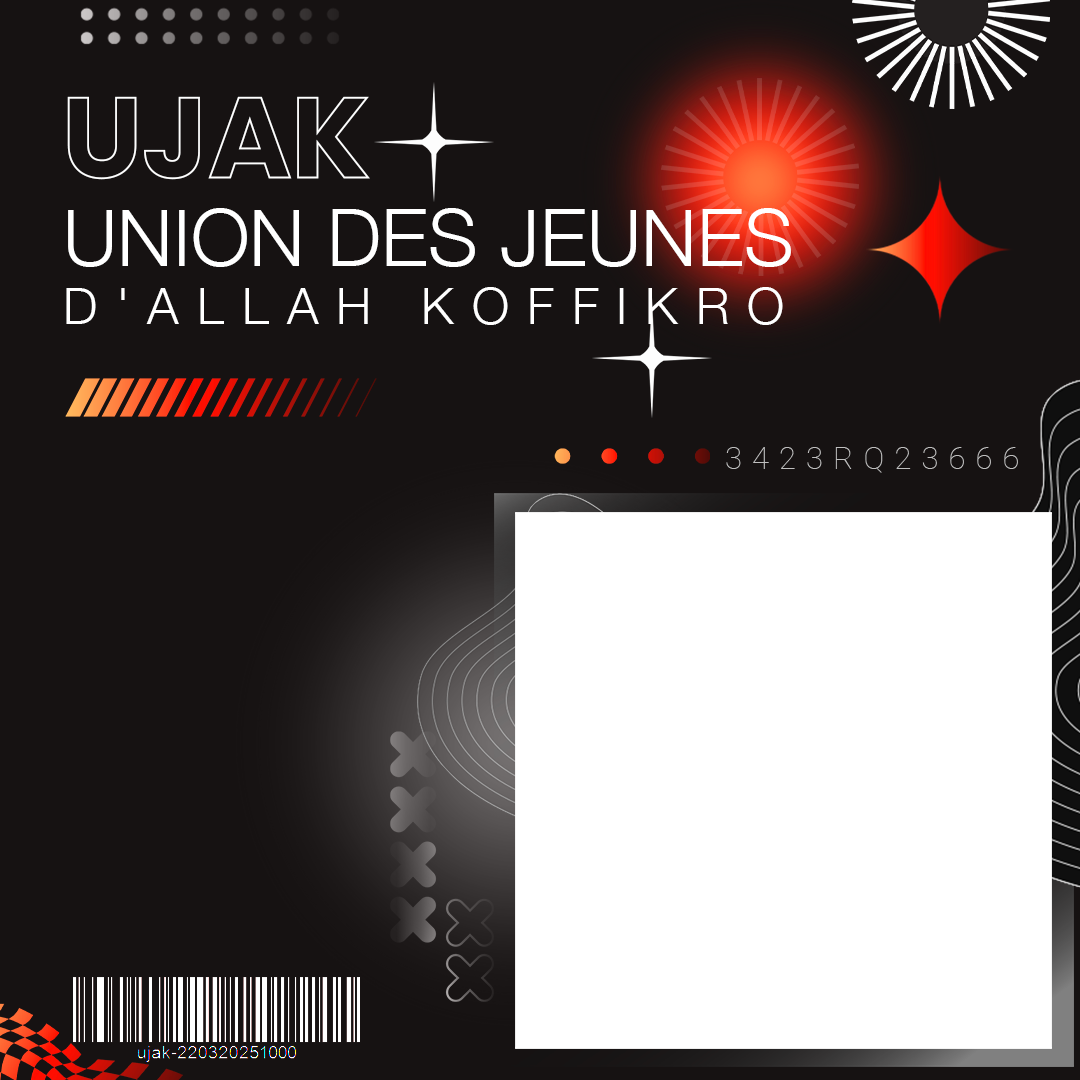 UJAK
UNION DES JEUNES
D'ALLAH KOFFIKRO
3423RQ23666
ujak-220320251000